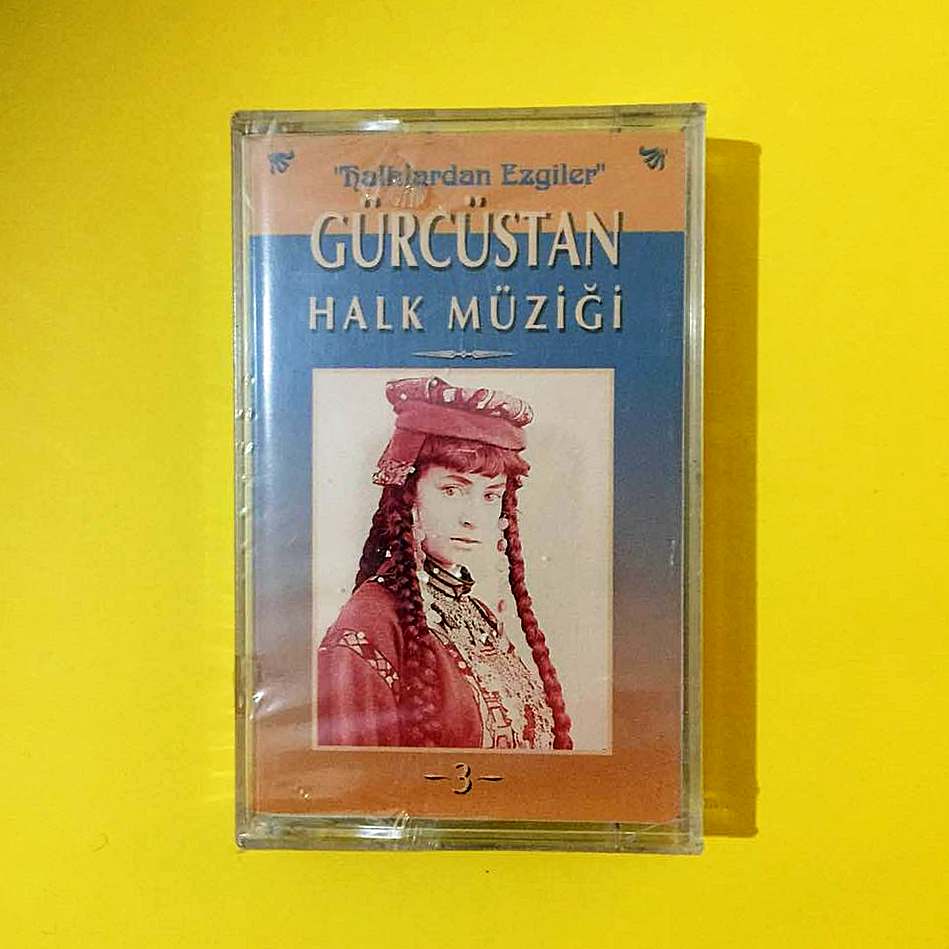 "Halklardan Ezgiler"
GÜRCÜSTAN
HALK MÜZİĞİ
-3-